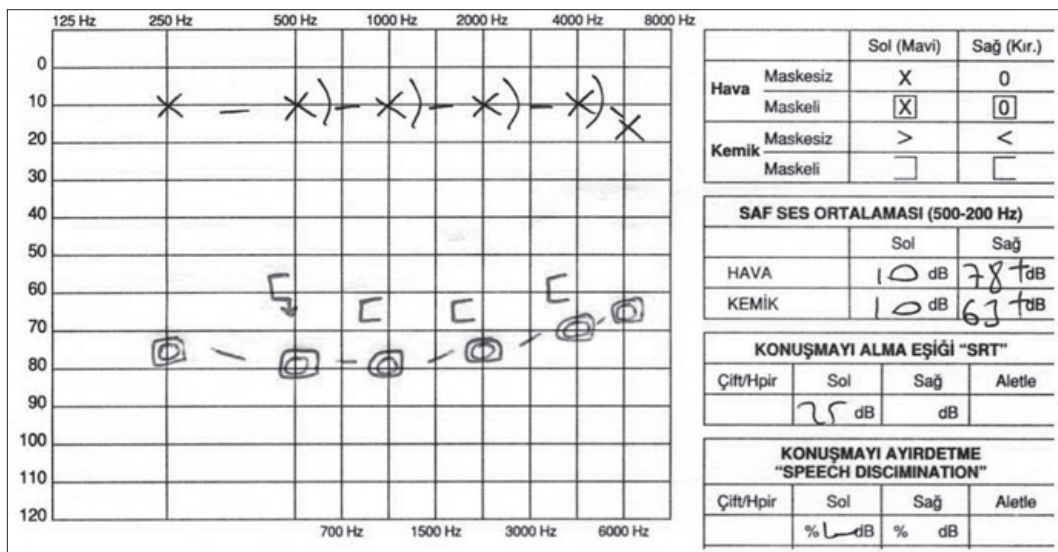 125 Hz 250 Hz 500 Hz 1000 Hz 2000 Hz 4000 Hz 8000 Hz
0
10
20
30
40
50
60
70
80
90
100
110
120
700 Hz 1500 Hz 3000 Hz 6000 Hz
Sol (Mavi) Sağ (Kır.)
Hava Maskesiz X 0
Maskeli X 0
Kemik Maskesiz > <
Maskeli ] [
SAF SES ORTALAMASI (500-200 Hz)
Sol Sağ
HAVA 10 dB 78+ dB
KEMİK 10 dB 63+ dB
KONUŞMAYI ALMA EŞİĞİ "SRT"
Çift/Hpir Sol Sağ Aletle
dB dB
KONUŞMAYI AYIRDETME
"SPEECH DISCIMINATION"
Çift/Hpir Sol Sağ Aletle
% dB % dB